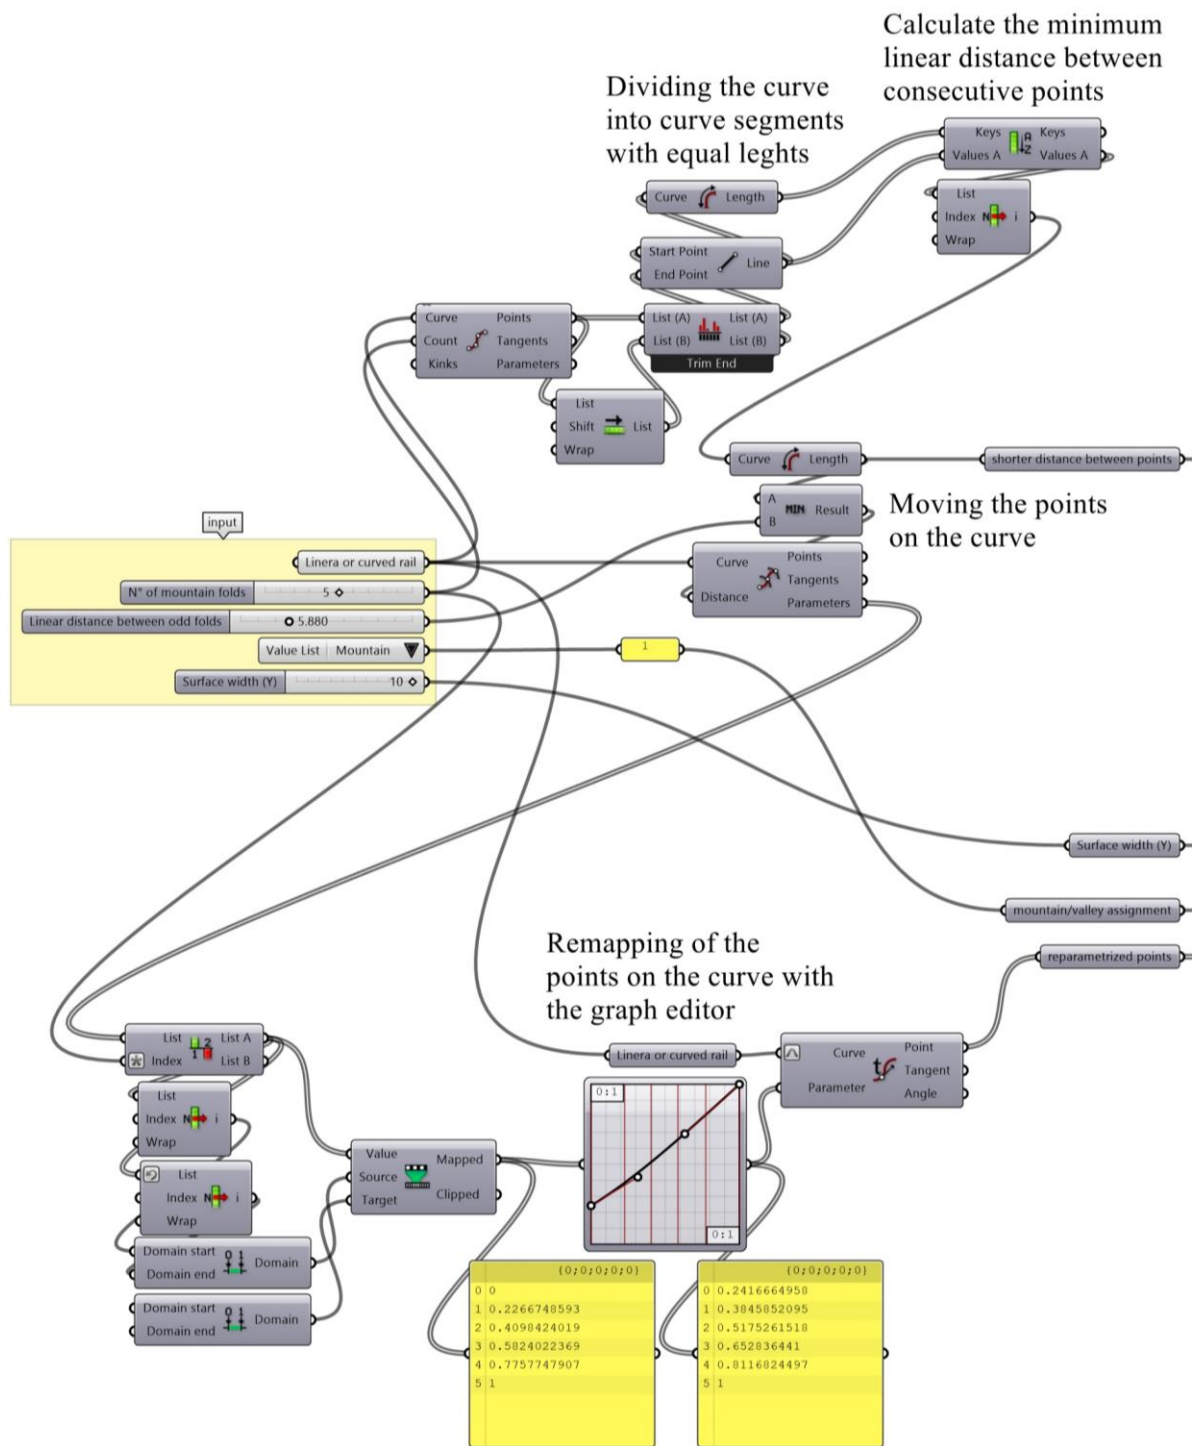 Calculate the minimum
linear distance between
consecutive points
Dividing the curve
into curve segments
with equal leghts
Keys Keys
Values A Values A
List
Index i
Wrap
Curve Length
Start Point
End Point
Line
Curve Points
Count Tangents
Kinks Parameters
List (A) List (A)
List (B) List (B)
Trim End
List
Shift List
Wrap
Curve Length
shorter distance between points
A
B
MIN Result
Moving the points
on the curve
Curve Points
Tangents
Distance Parameters
input
Linera or curved rail
N° of mountain folds 5
Linear distance between odd folds 5.880
Value List Mountain
1
Surface width (Y) 10
Surface width (Y)
mountain/valley assignment
reparametrized points
Remapping of the
points on the curve with
the graph editor
Linera or curved rail
Curve Point
Parameter Tangent
Angle
List List A
Index List B
List
Index N i
Wrap
List
Index N i
Wrap
Domain start 0 1 Domain
Domain end
Domain start 0 1 Domain
Domain end
Value Mapped
Source
Target Clipped
0:1
0:1
{0;0;0;0;0}
0 0
1 0.2266748593
2 0.4098424019
3 0.5824022369
4 0.7757747907
5 1
{0;0;0;0;0}
0 0.2416664958
1 0.3845852095
2 0.5175261518
3 0.652836441
4 0.8116824497
5 1